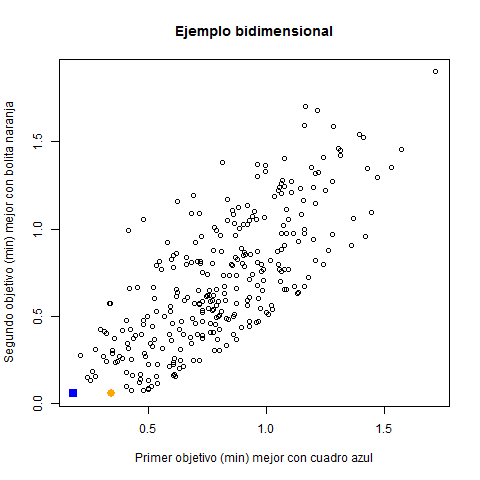 Ejemplo bidimensional
Segundo objetivo (min) mejor con bolita naranja
1.5
1.0
0.5
0.0
0.5
1.0
1.5
Primer objetivo (min) mejor con cuadro azul